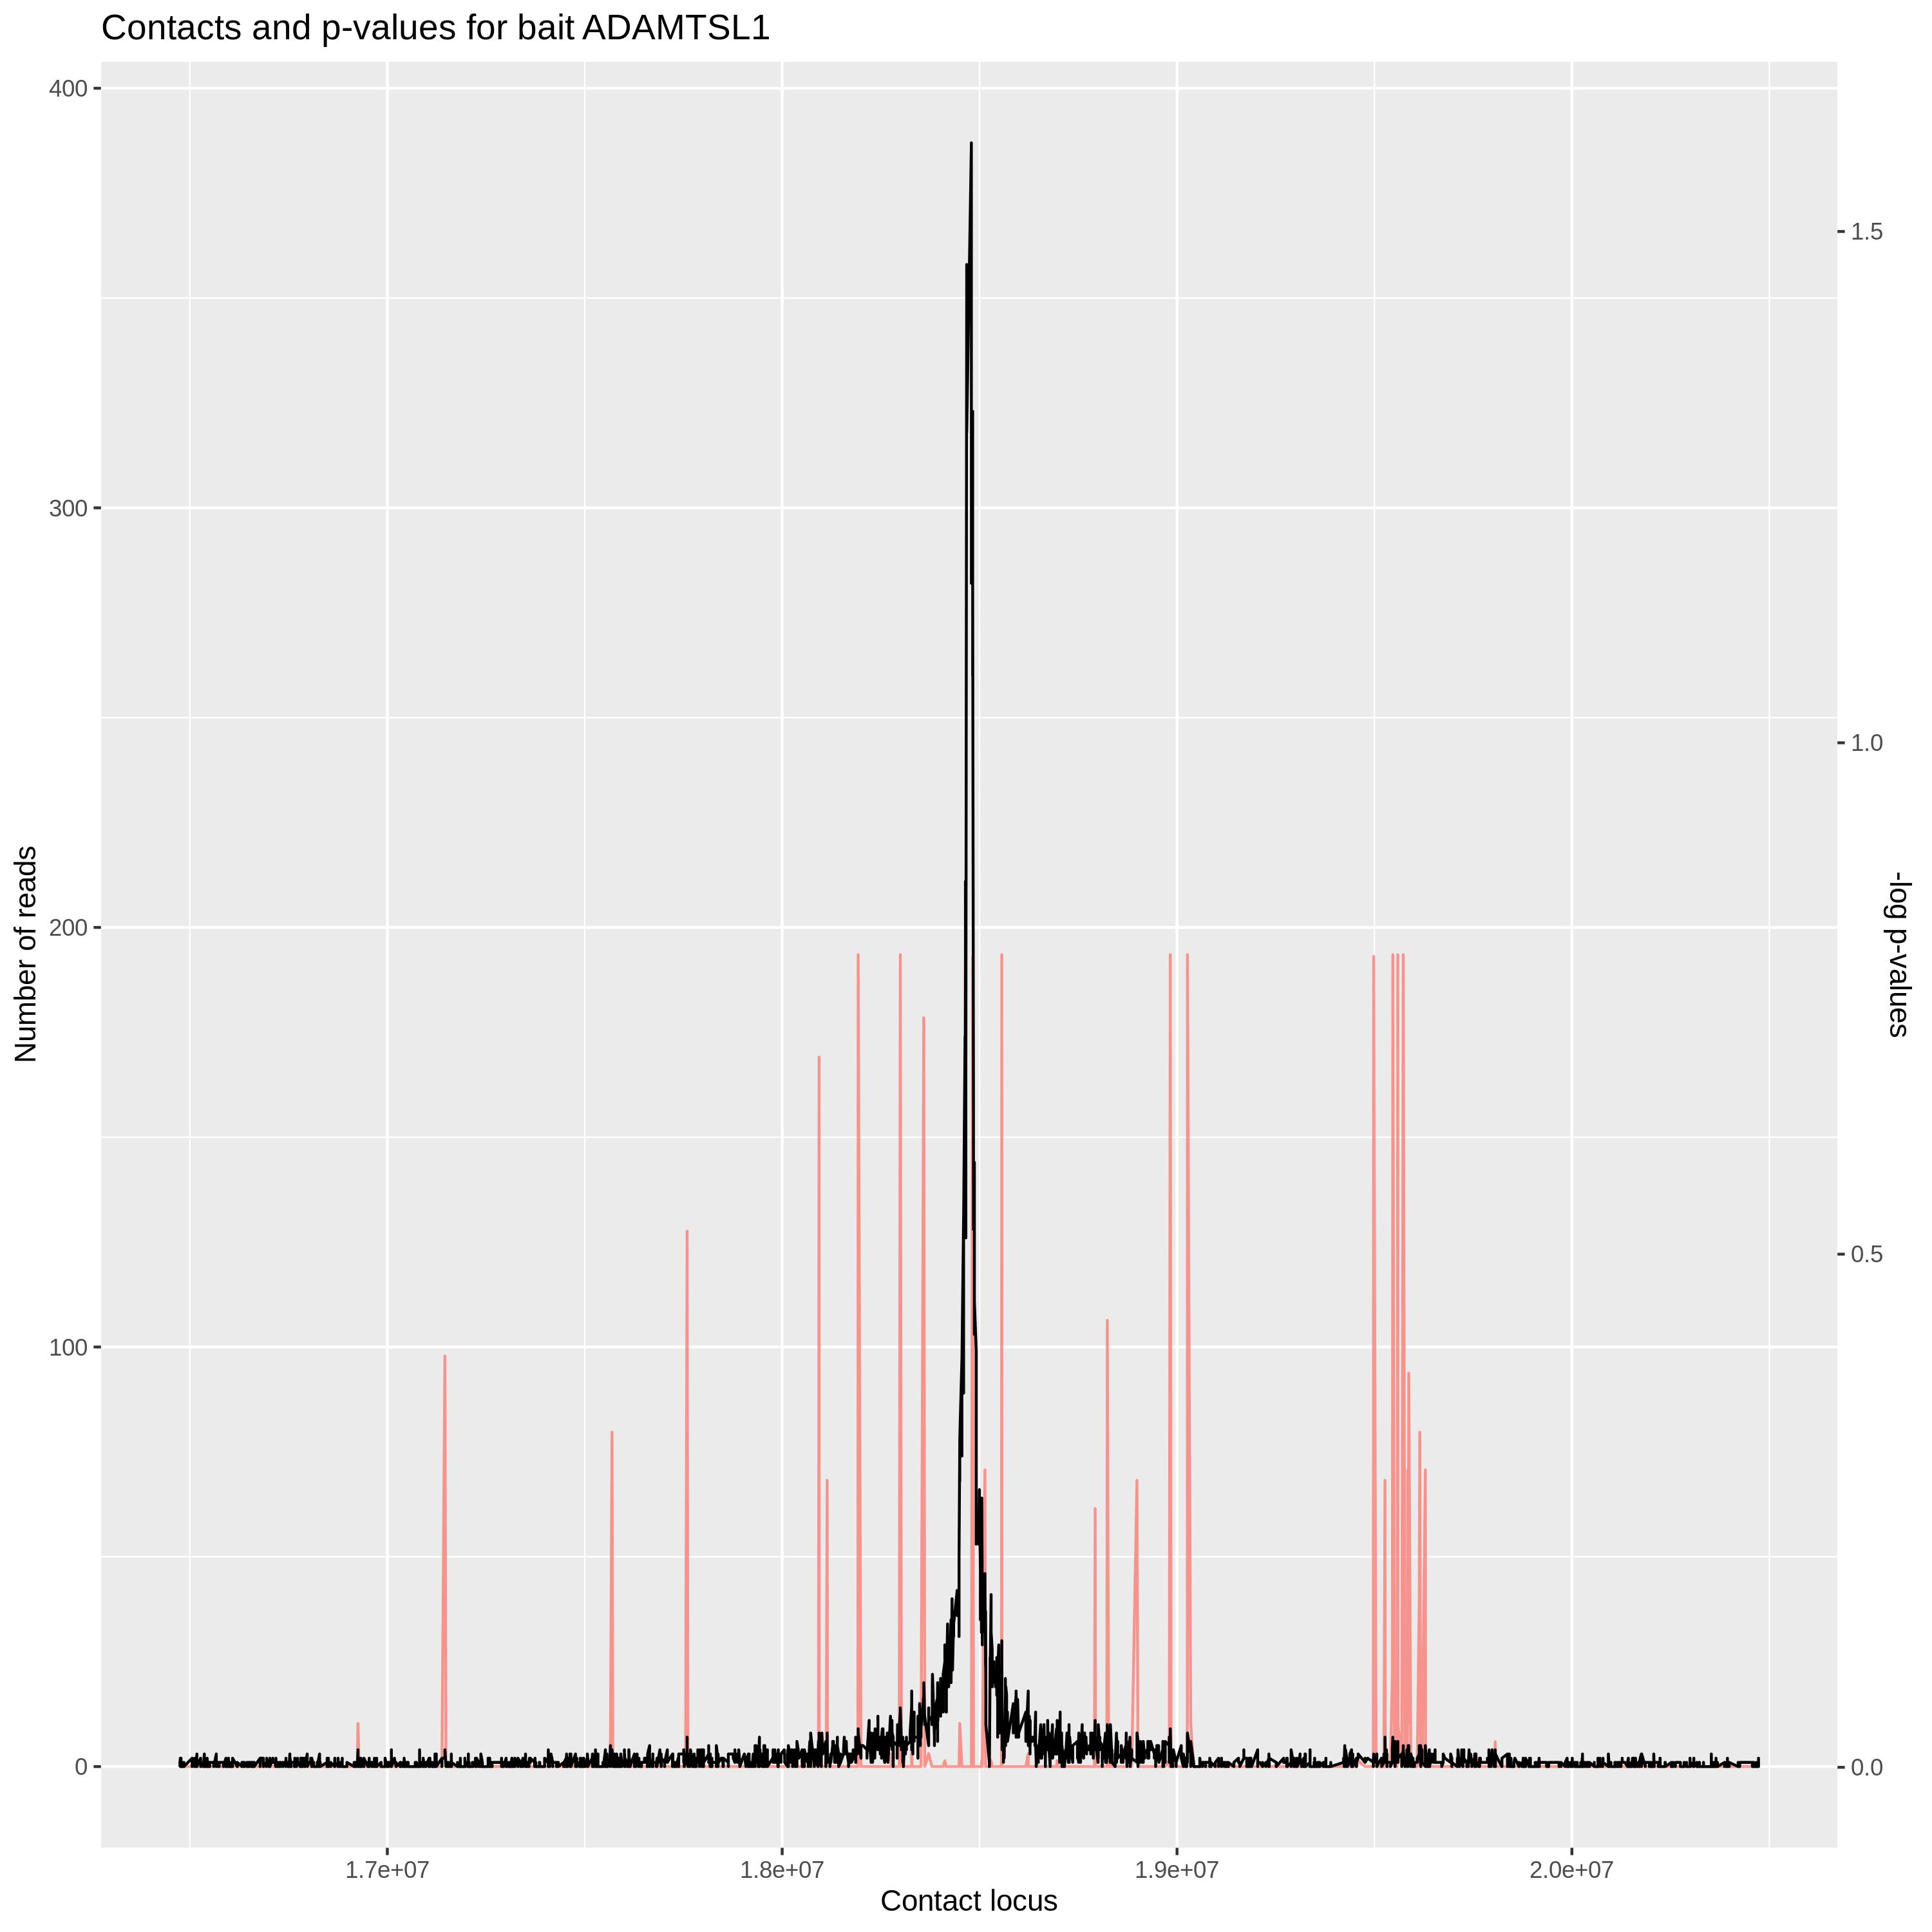 Contacts and p-values for bait ADAMTSL1
400
300
200
100
0
Number of reads
1.5
1.0
0.5
0.0
-log p-values
1.7e+07
1.8e+07
1.9e+07
2.0e+07
Contact locus